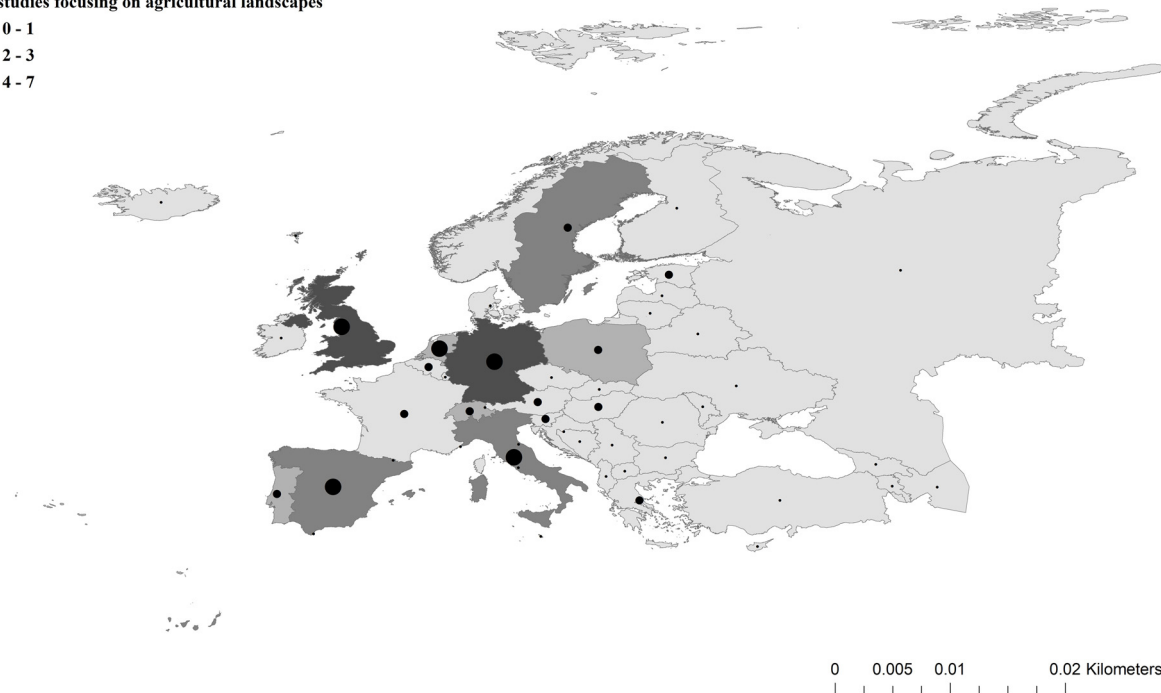 studies focusing on agricultural landscapes
0 - 1
2 - 3
4 - 7
0 0.005 0.01 0.02 Kilometers